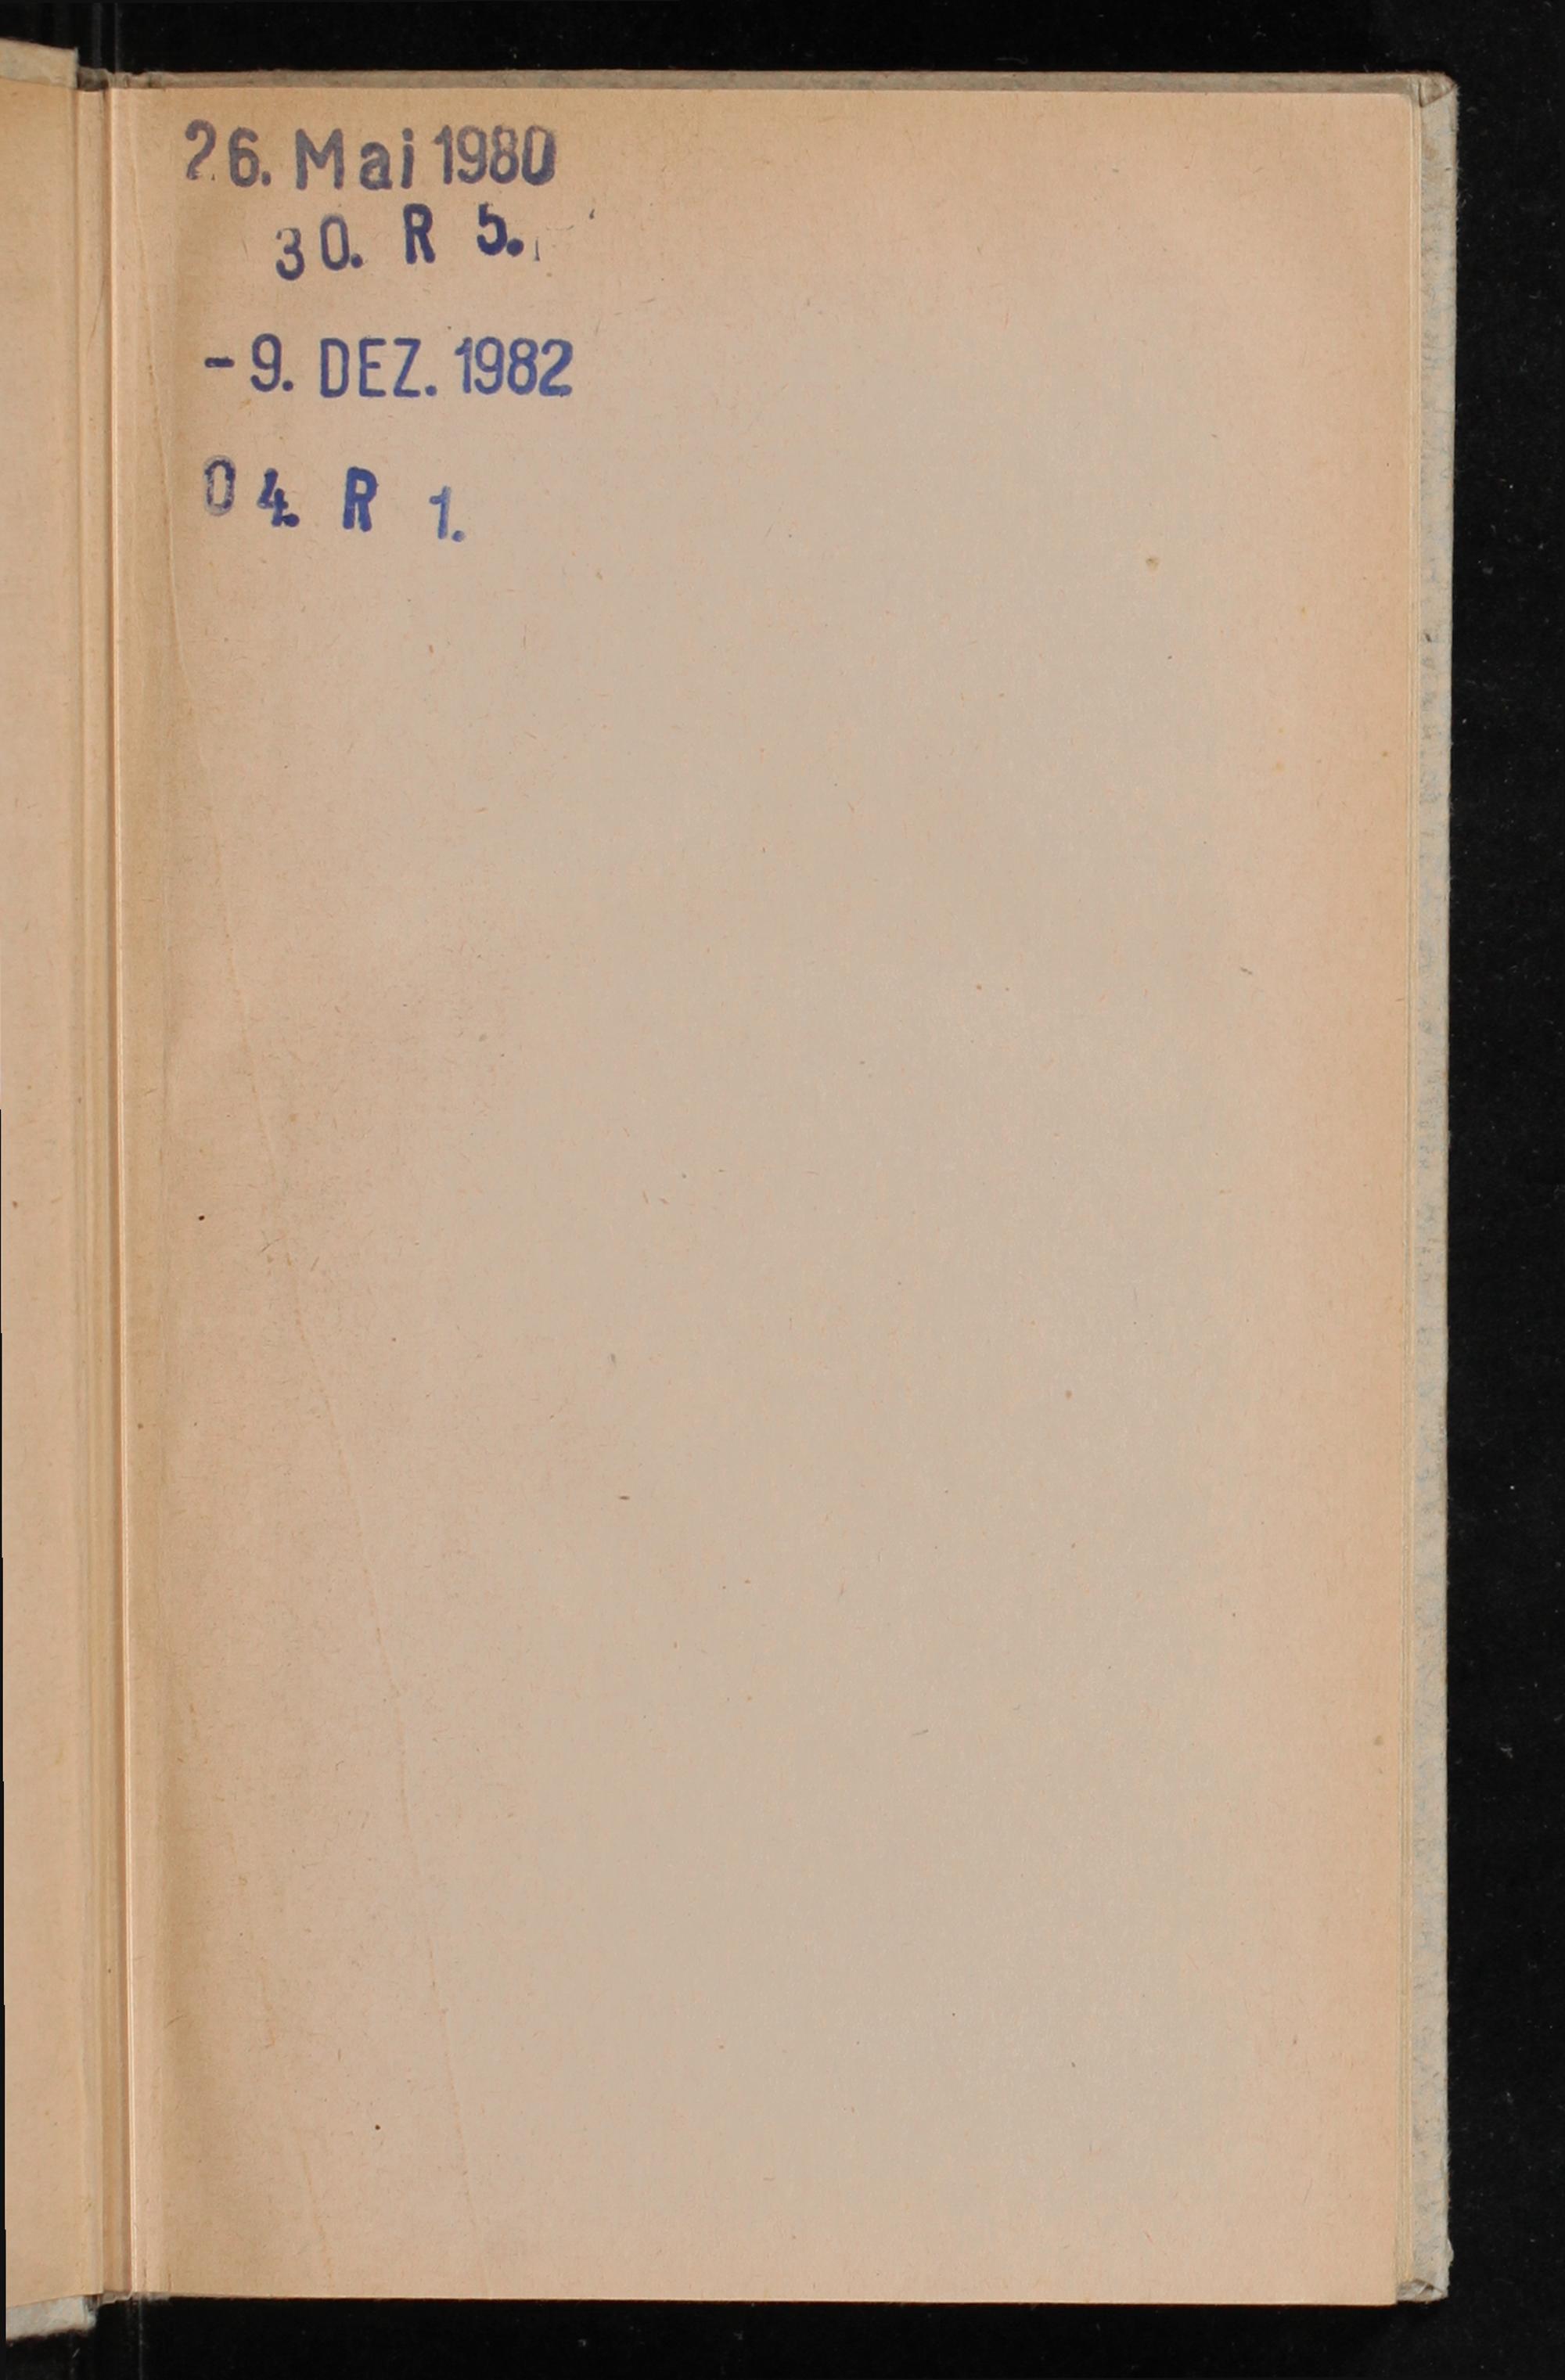 26. Mai 1980
30. R 5.
-9. DEZ. 1982
04. R 1.